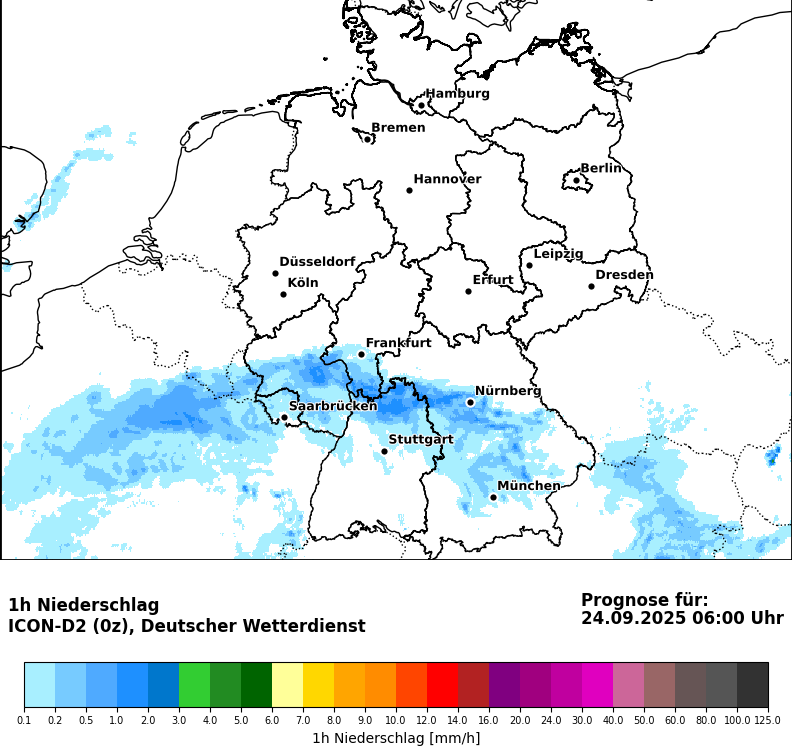 Hamburg
Bremen
Berlin
Hannover
Leipzig
Düsseldorf
Dresden
Köln
Erfurt
Frankfurt
Nürnberg
Saarbrücken
Stuttgart
München
1h Niederschlag
ICON-D2 (0z), Deutscher Wetterdienst
Prognose für:
24.09.2025 06:00 Uhr
0.1 0.2 0.5 1.0 2.0 3.0 4.0 5.0 6.0 7.0 8.0 9.0 10.0 12.0 14.0 16.0 20.0 24.0 30.0 40.0 50.0 60.0 80.0 100.0 125.0
1h Niederschlag [mm/h]